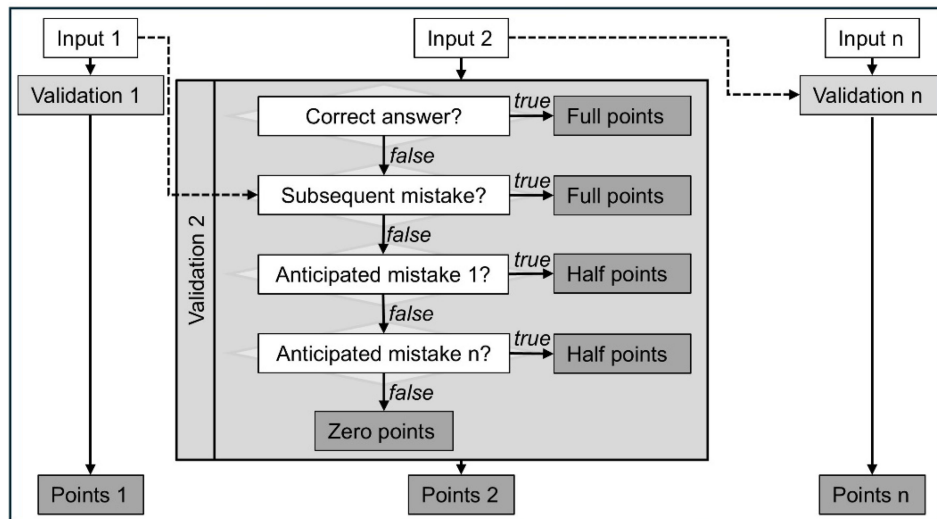 Input 1
Input 2
Input n
Validation 1
Validation n
Validation 2
Correct answer?
true
Full points
false
Subsequent mistake?
true
Full points
false
Anticipated mistake 1?
true
Half points
false
Anticipated mistake n?
true
Half points
false
Zero points
Points 1
Points 2
Points n